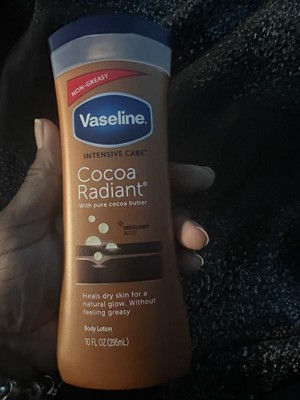 NON-GREASY
Vaseline.
INTENSIVE CARE™
Cocoa
Radiant®
With pure cocoa butter
Heals dry skin for a
natural glow. Without
feeling greasy
Body Lotion
10 FL OZ (295mL)